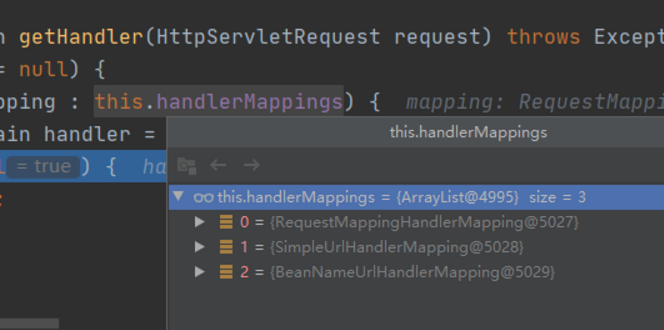 n getHandler(HttpServletRequest request) throws Except
= null) {
pping : this.handlerMappings) { mapping: RequestMappi
ain handler =
= true ) { ha
;
this.handlerMappings
this.handlerMappings = {ArrayList@4995} size = 3
0 = {RequestMappingHandlerMapping@5027}
1 = {SimpleUrlHandlerMapping@5028}
2 = {BeanNameUrlHandlerMapping@5029}